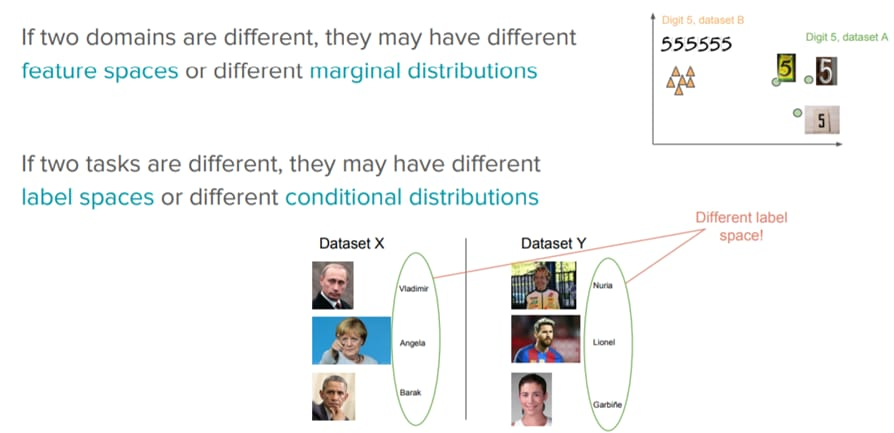 If two domains are different, they may have different
feature spaces or different marginal distributions
Digit 5, dataset B
555555
Digit 5, dataset A
5
5
5
If two tasks are different, they may have different
label spaces or different conditional distributions
Different label
space!
Dataset X
Dataset Y
Vladimir
Nuria
Angela
Lionel
Barak
Garbiñe